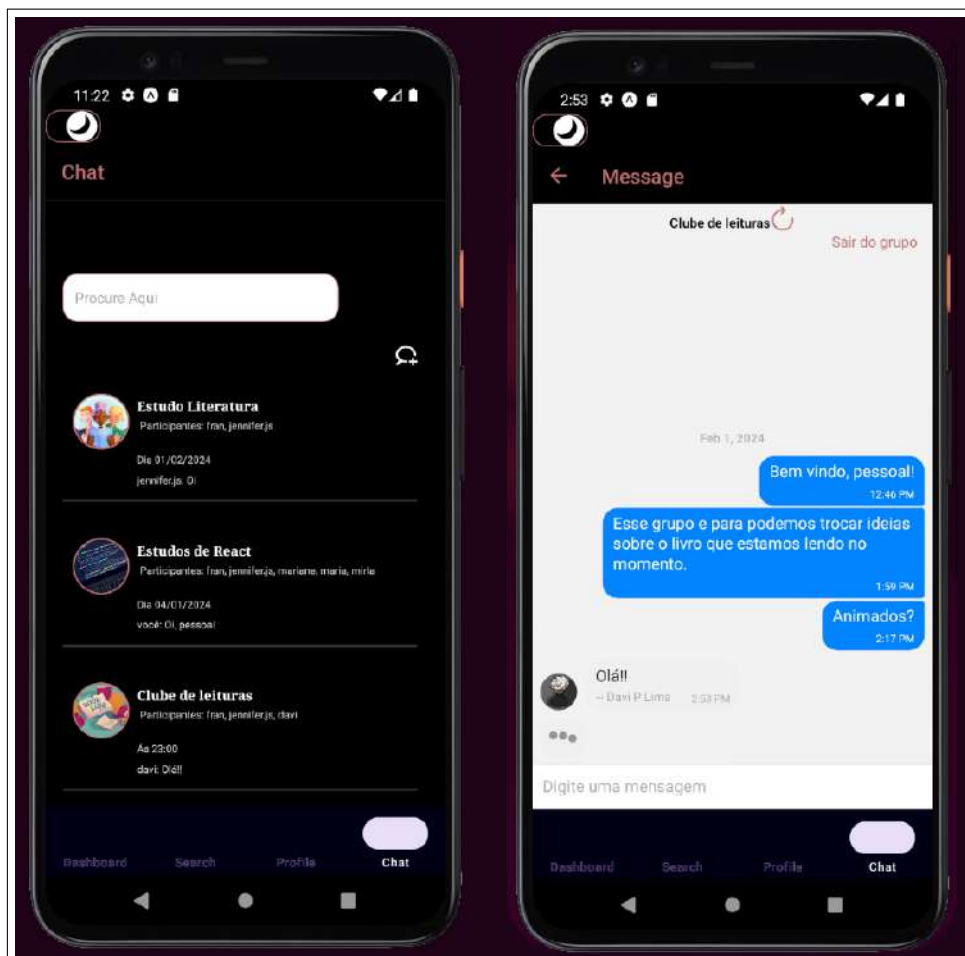 11:22
Chat
Procure Aqui
Estudo Literatura
Participantes: fran, jennifer.js
Dia 01/02/2024
jennifer.js: Oi
Estudos de React
Participantes: fran, jennifer.js, mariane, maria, mirla
Dia 04/01/2024
você: Oi, pessoal
Clube de leituras
Participantes: fran, jennifer.js, davi
Às 23:00
davi: Olá!!
Dashboard
Search
Profile
Chat
2:53
Message
Clube de leituras
Sair do grupo
Feb 1, 2024
Bem vindo, pessoal!
12:46 PM
Esse grupo e para podemos trocar ideias
sobre o livro que estamos lendo no
momento.
1:59 PM
Animados?
2:17 PM
Olá!!
~ Davi P Lima 2:53 PM
Digite uma mensagem
Dashboard
Search
Profile
Chat